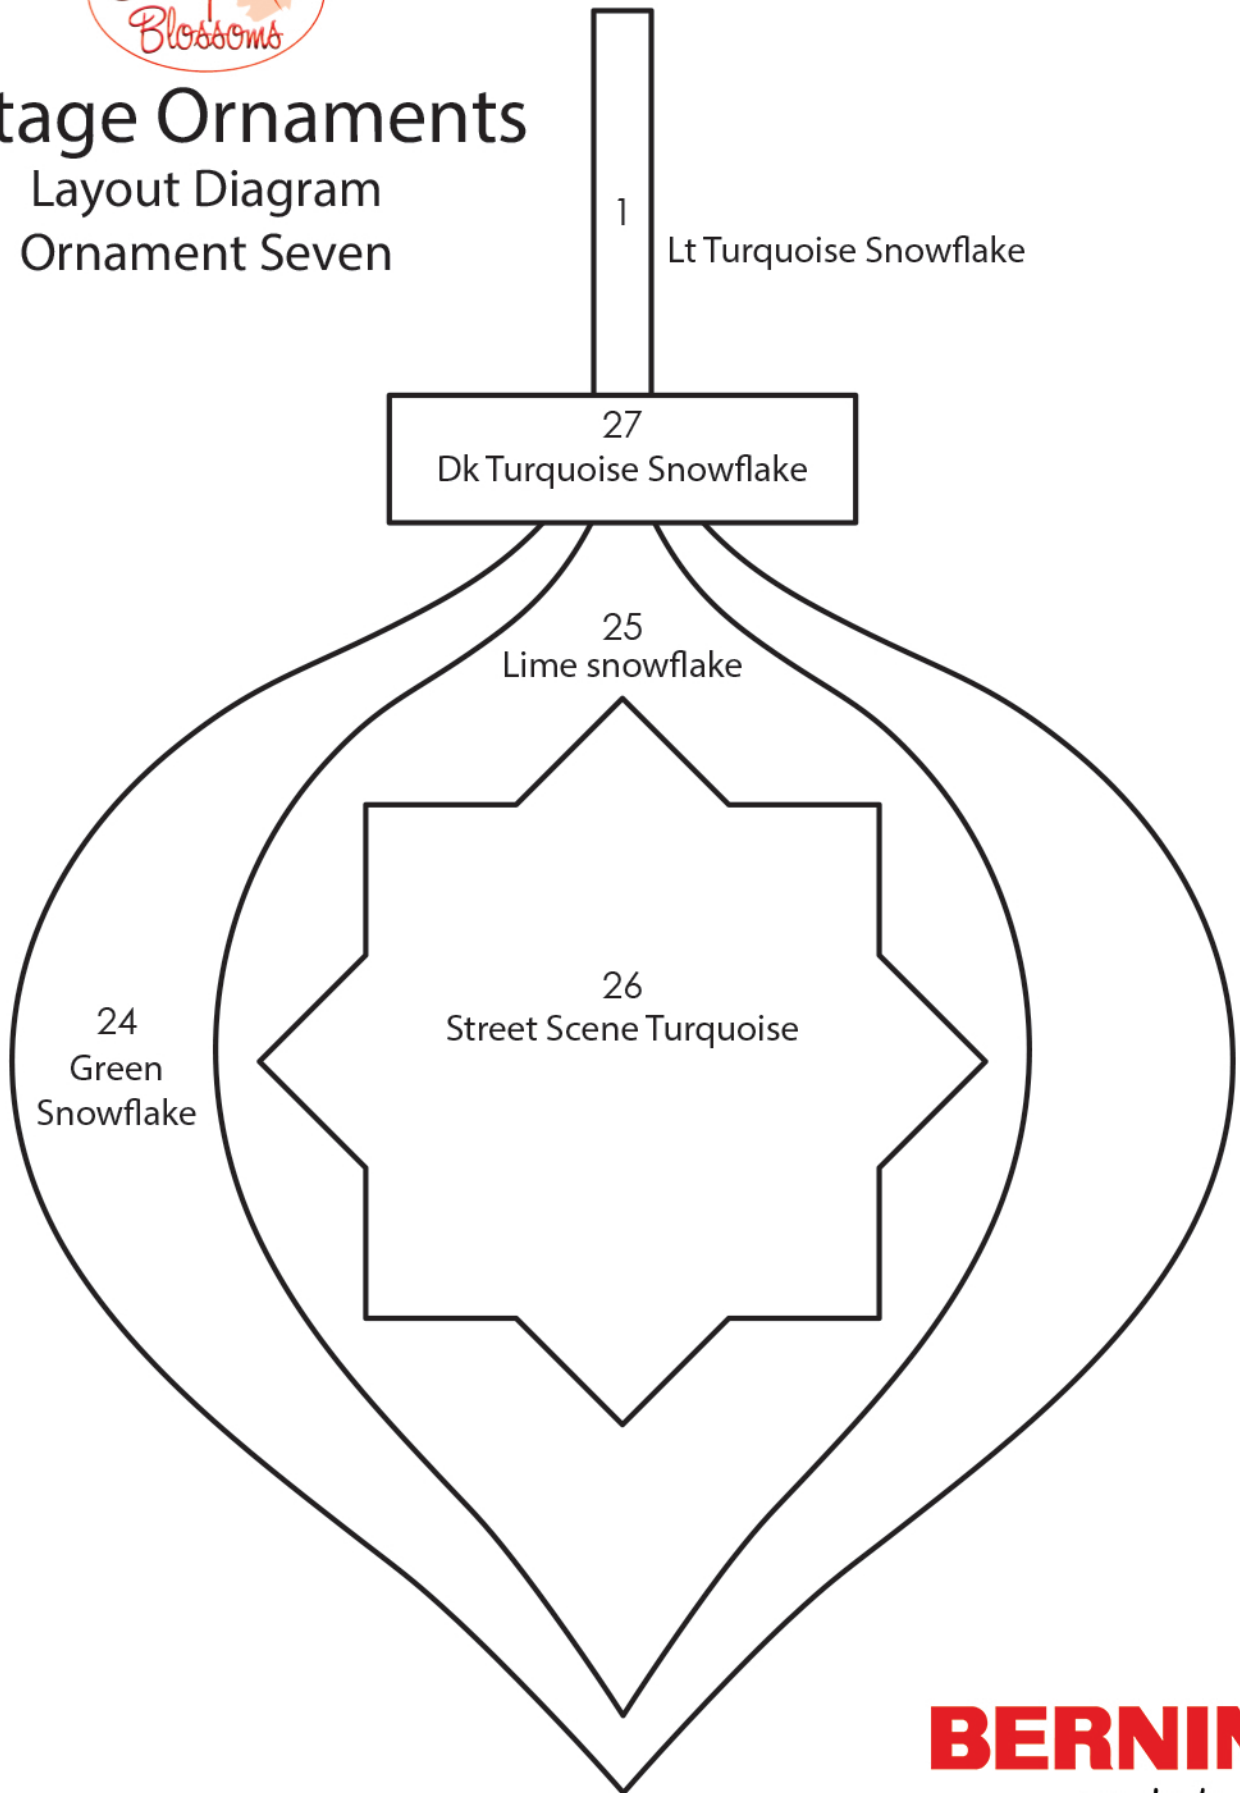 Blossoms
tage Ornaments
Layout Diagram
Ornament Seven
1
Lt Turquoise Snowflake
27
Dk Turquoise Snowflake
25
Lime snowflake
26
Street Scene Turquoise
24
Green
Snowflake
BERNIN